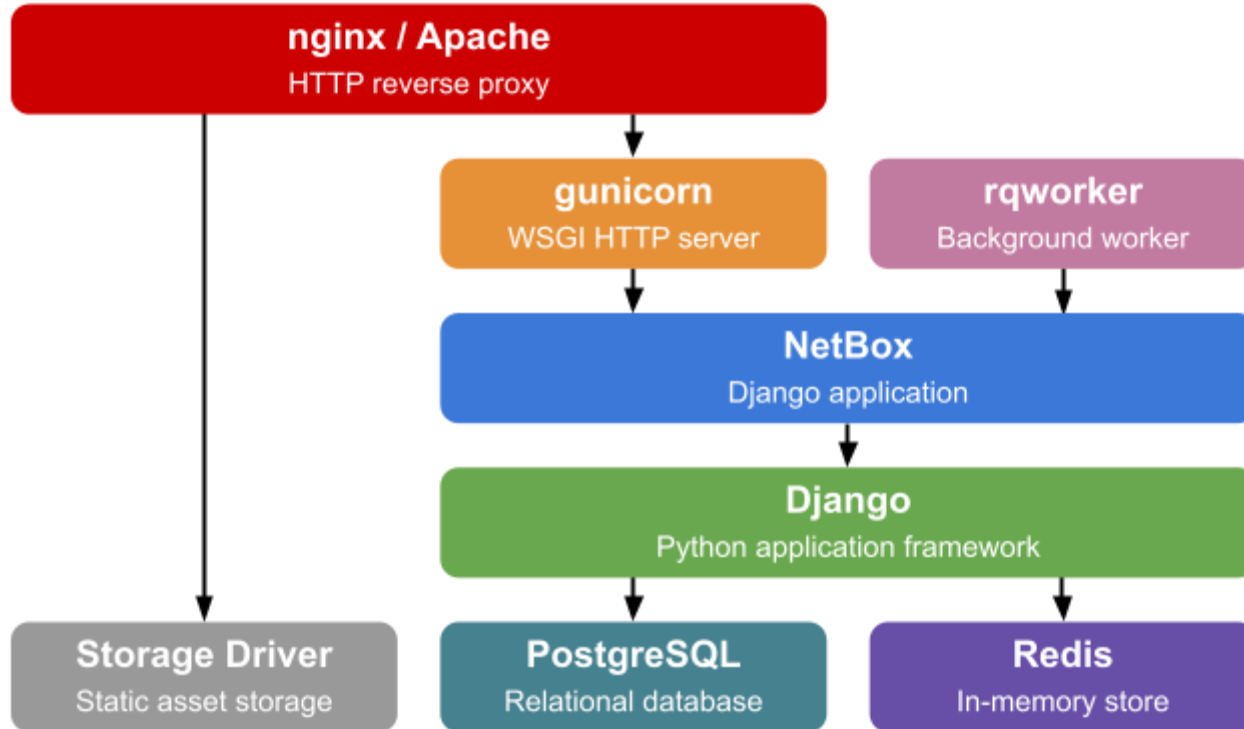 nginx / Apache
HTTP reverse proxy
gunicorn
WSGI HTTP server
rqworker
Background worker
NetBox
Django application
Django
Python application framework
Storage Driver
Static asset storage
PostgreSQL
Relational database
Redis
In-memory store